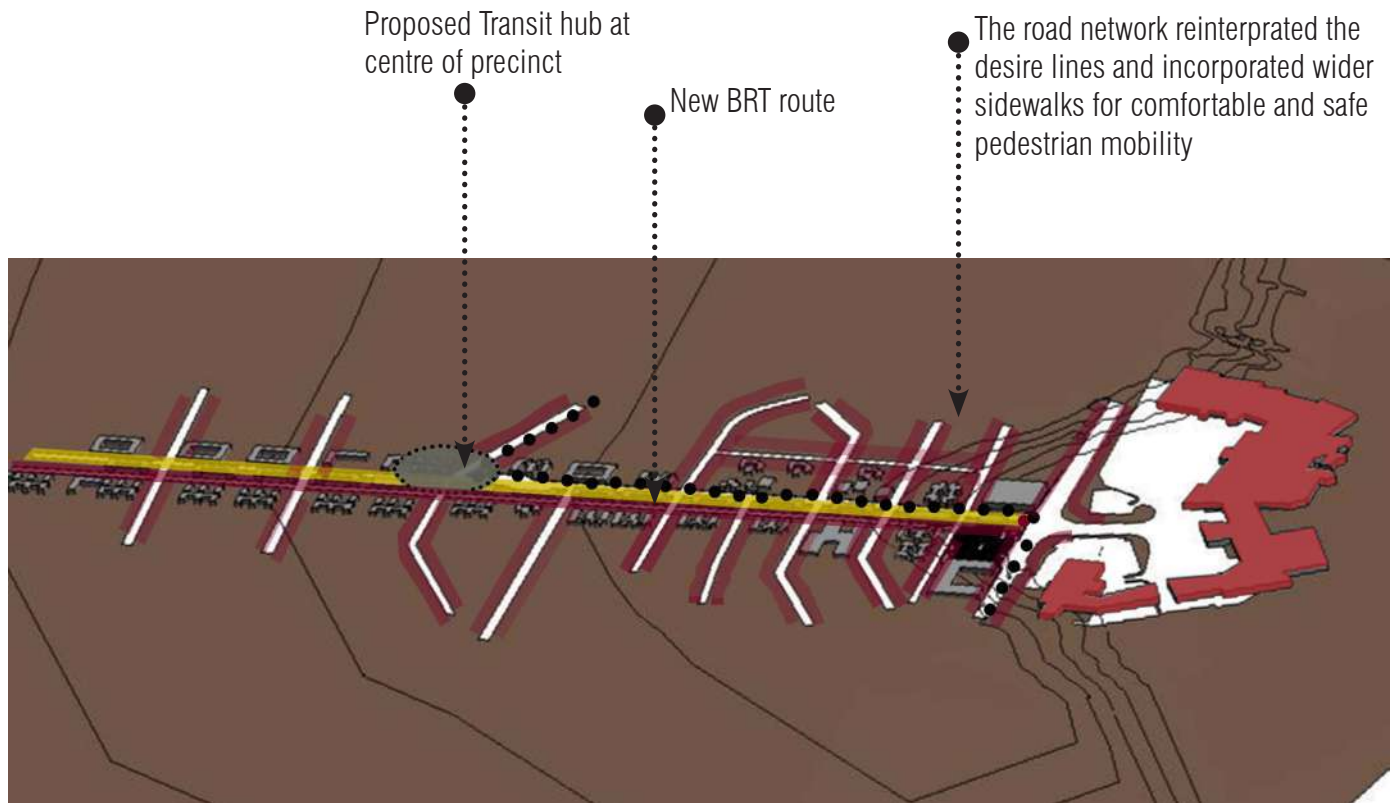 Proposed Transit hub at
centre of precinct
New BRT route
The road network reinterprated the
desire lines and incorporated wider
sidewalks for comfortable and safe
pedestrian mobility